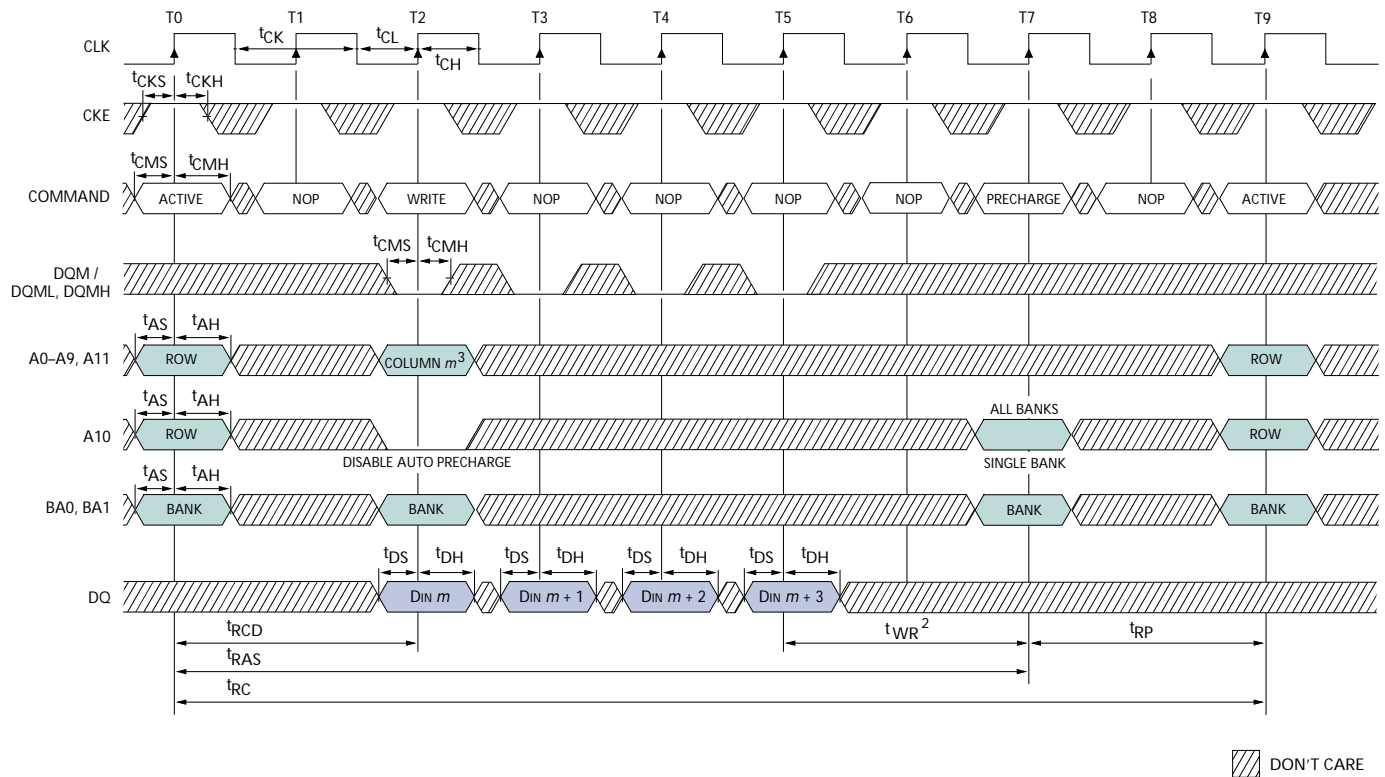 T0 T1 T2 T3 T4 T5 T6 T7 T8 T9
CLK
tCK tCL
tCH
tCKS tCKH
CKE
tCMS tCMH
COMMAND ACTIVE NOP WRITE NOP NOP NOP NOP PRECHARGE NOP ACTIVE
tCMS tCMH
DQM /
DQML, DQMH
tAS tAH
A0–A9, A11 ROW COLUMN m3 ROW
tAS tAH
ALL BANKS
A10 ROW ROW
DISABLE AUTO PRECHARGE SINGLE BANK
tAS tAH
BA0, BA1 BANK BANK BANK BANK
tDS tDH tDS tDH tDS tDH tDS tDH
DQ DIN m DIN m + 1 DIN m + 2 DIN m + 3
tRCD tWR2 tRP
tRAS
tRC
DON'T CARE